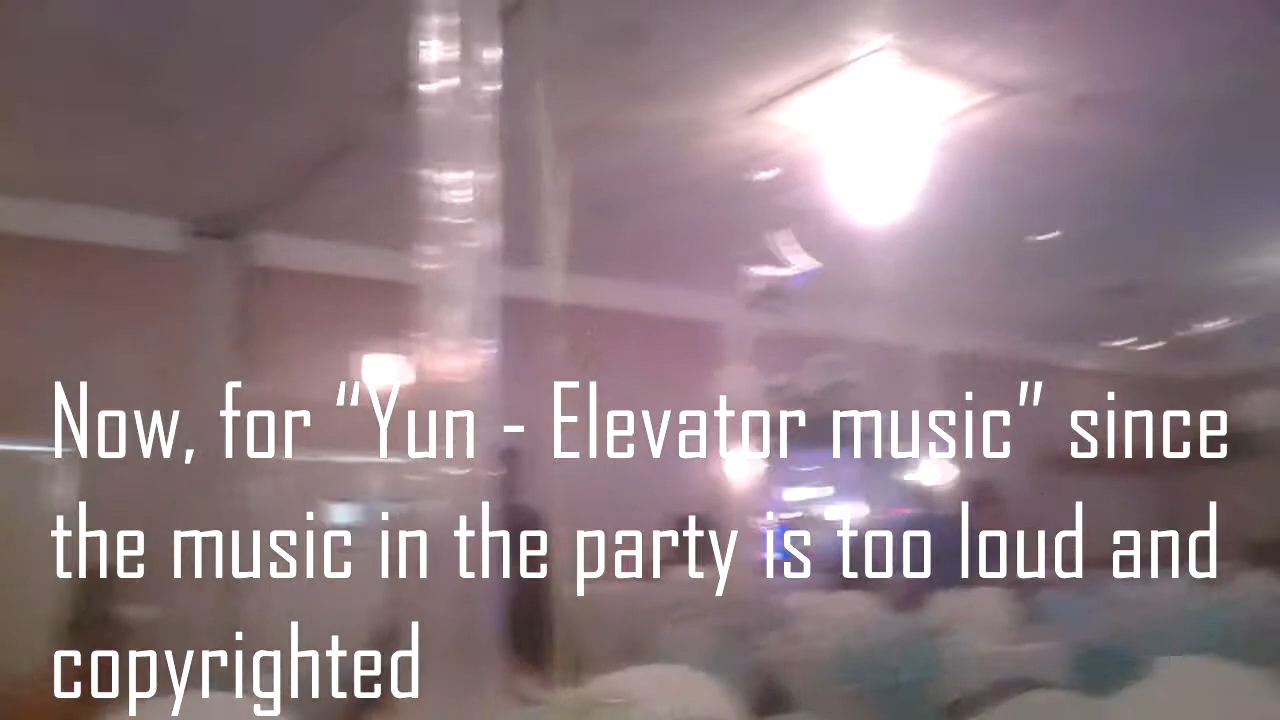 Now, for “Yun - Elevator music” since
the music in the party is too loud and
copyrighted